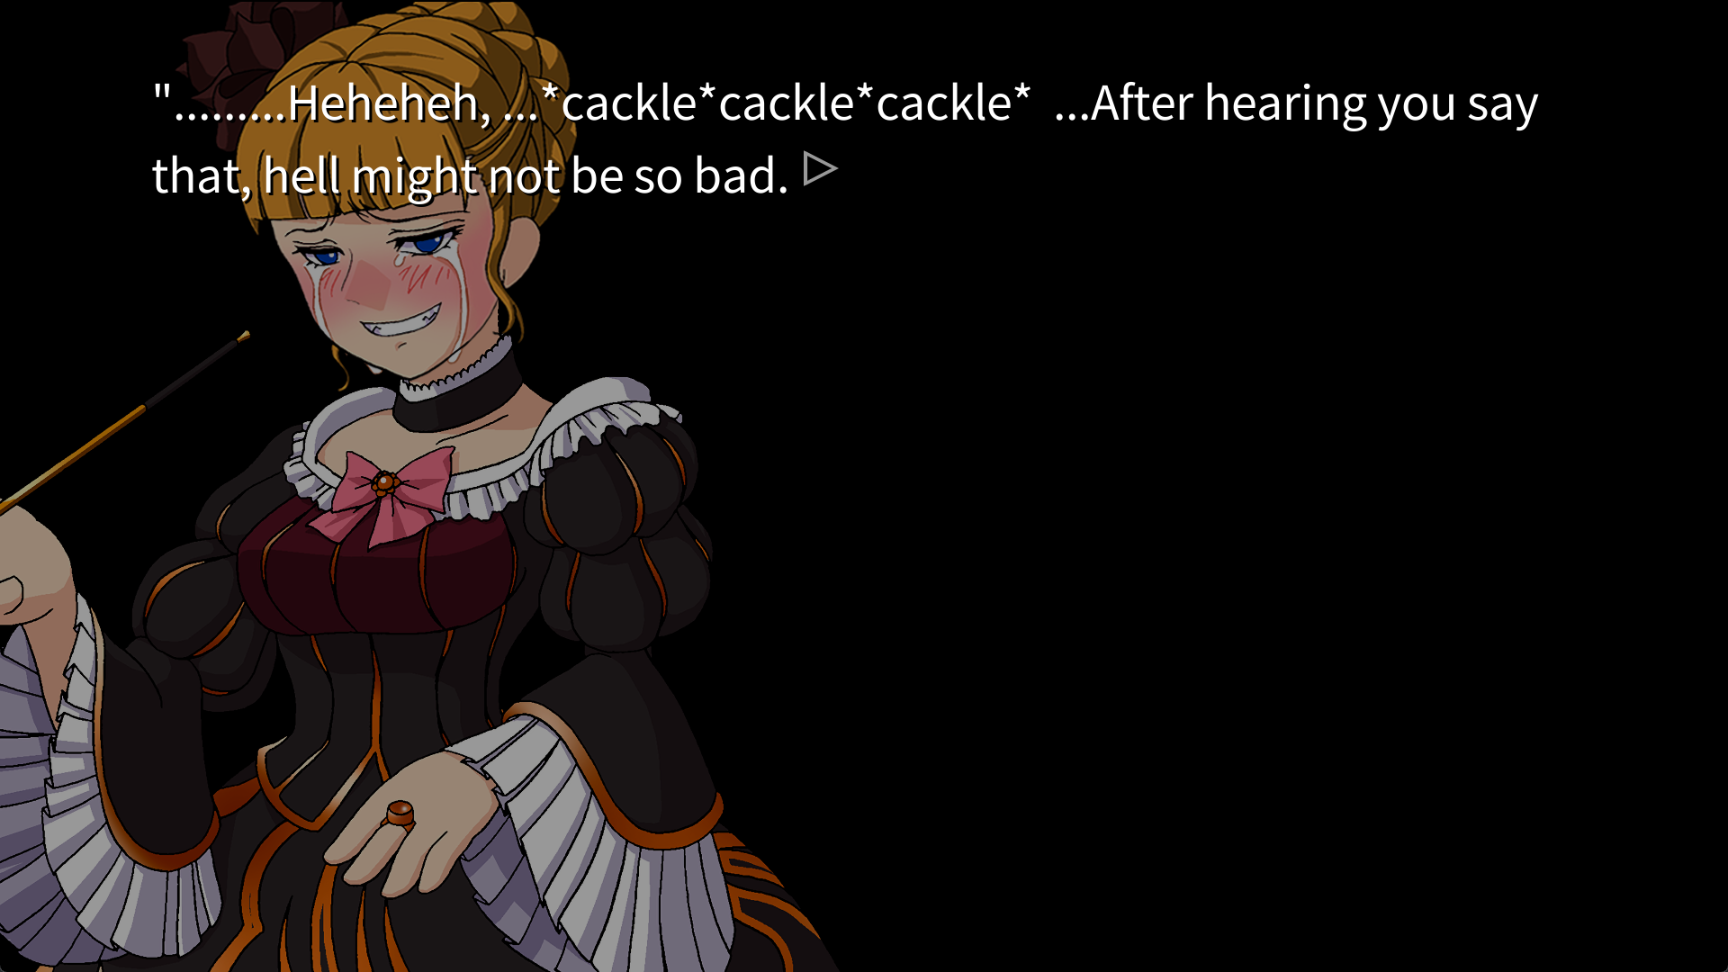 ".........Heheheh, ... *cackle*cackle*cackle*  ...After hearing you say
that, hell might not be so bad.